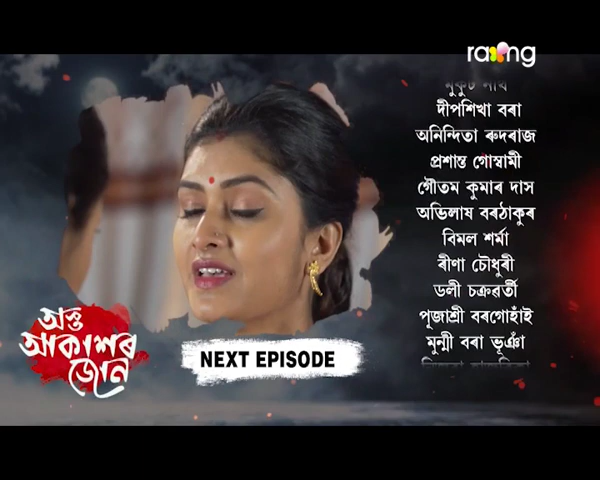 rang
মুকুট নাথ
দীপশিখা বৰা
অনিন্দিতা ৰুদৰাজ
প্ৰশান্ত গোস্বামী
গৌতম কুমাৰ দাস
অভিলাষ বৰঠাকুৰ
বিমল শৰ্মা
ৰীণা চৌধুৰী
ডলী চক্ৰৱৰ্তী
পূজাশ্ৰী বৰগোহাঁই
মুন্মী বৰা ভূঞা
অস্ত
আকাশৰ
জোন
NEXT EPISODE